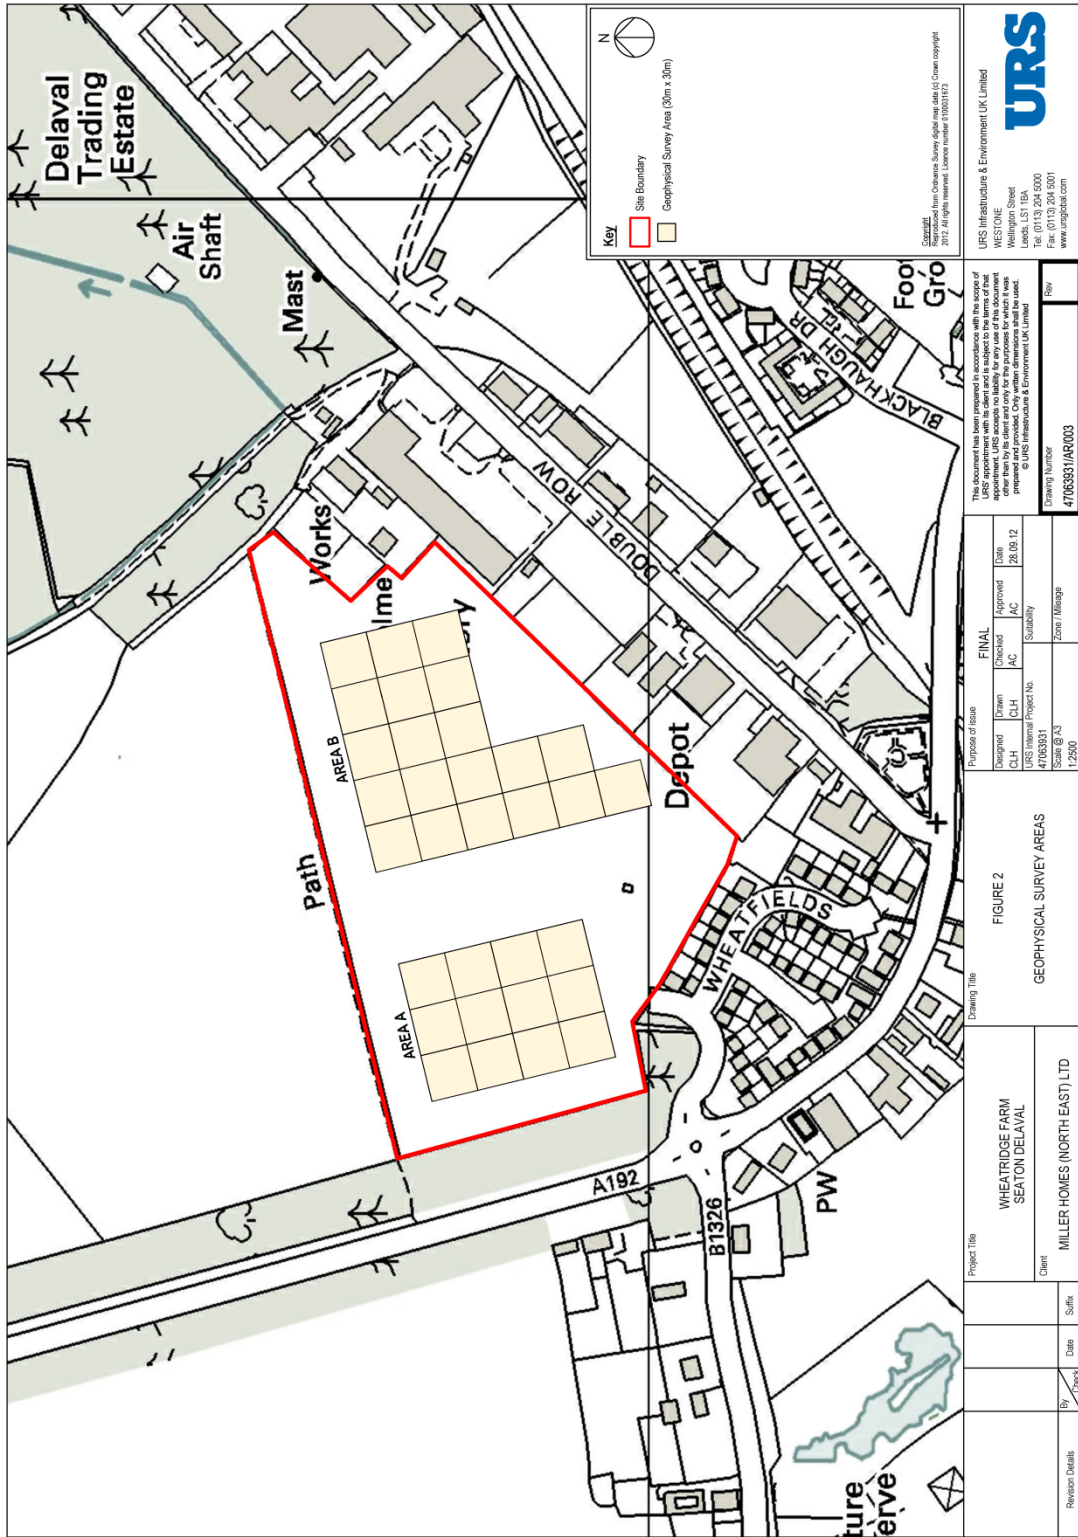 Delaval
Trading
Estate
Air
Shaft
Mast
Works
Path
AREA B
AREA A
Depot
DOUBLE ROW
BLACKHAUGH DR
WHEATFIELDS
A192
B1326
PW
Foot
Gro
lme
ory
ture
erve
N
Key
Site Boundary
Geophysical Survey Area (30m x 30m)
Copyright
Reproduced from Ordnance Survey digital map data (c) Crown copyright
2012. All rights reserved. Licence number 0100031673
Revision Details
By
Check
Date
Suffix
Project Title
WHEATRIDGE FARM
SEATON DELAVAL
Client
MILLER HOMES (NORTH EAST) LTD
Drawing Title
FIGURE 2
GEOPHYSICAL SURVEY AREAS
Purpose of issue
FINAL
Designed
CLH
Drawn
CLH
Checked
AC
Approved
AC
Date
28.09.12
URS Internal Project No.
47063931
Suitability
Scale @ A3
1:2500
Zone / Mileage
This document has been prepared in accordance with the scope of
URS' appointment with its client and is subject to the terms of that
appointment. URS accepts no liability for any use of this document
other than by its client and only for the purposes for which it was
prepared and provided. Only written dimensions shall be used.
© URS Infrastructure & Environment UK Limited
Drawing Number
47063931/AR/003
Rev
URS Infrastructure & Environment UK Limited
WESTONE
Wellington Street
Leeds, LS1 1BA
Tel: (0113) 204 5000
Fax: (0113) 204 5001
www.ursglobal.com
URS